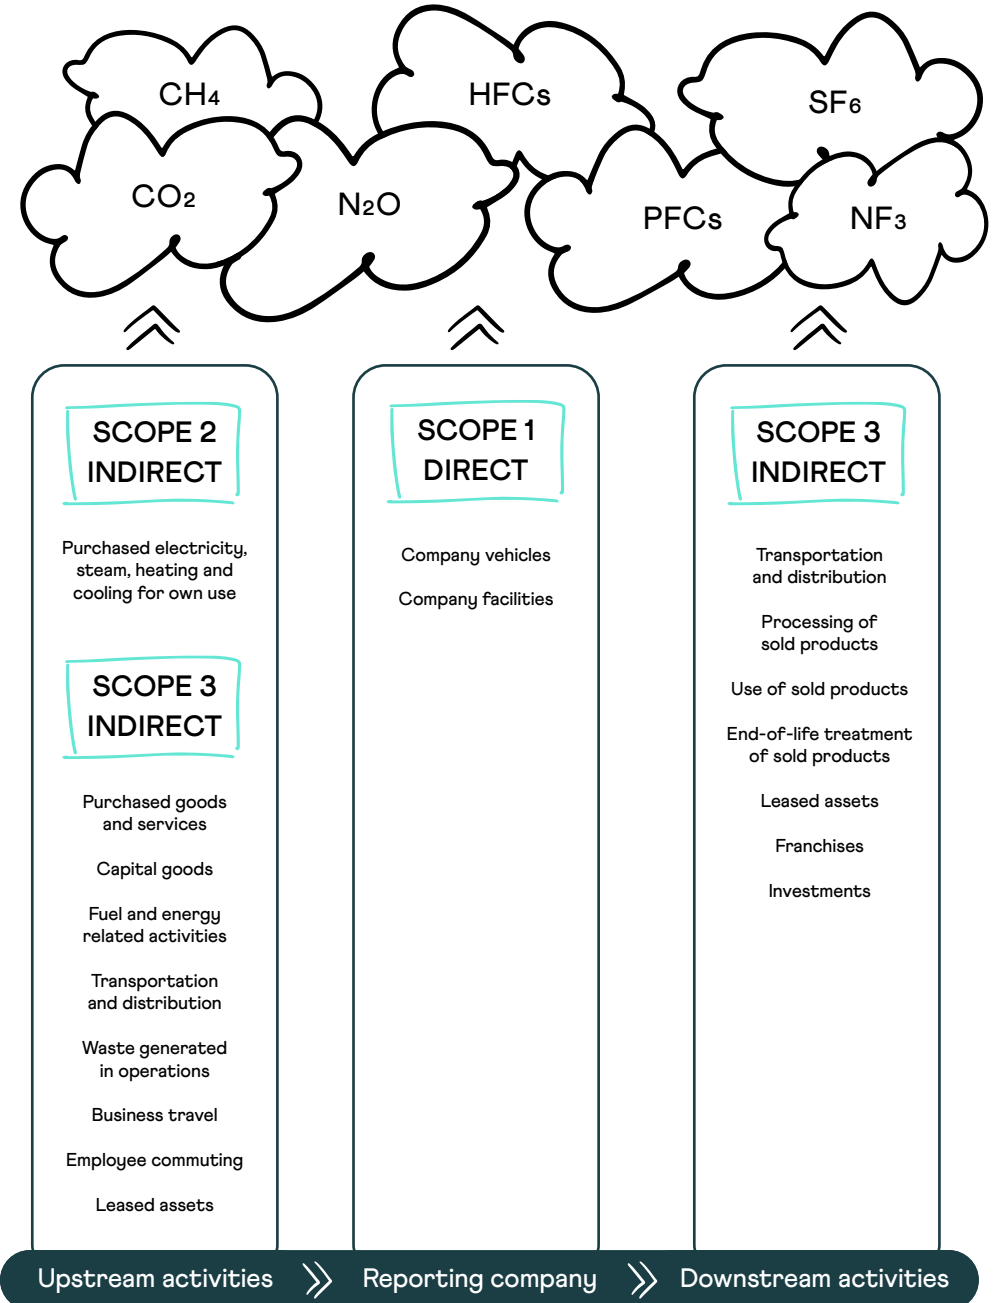 CH4
HFCs
SF6
CO2
N2O
PFCs
NF3
SCOPE 2
INDIRECT
Purchased electricity,
steam, heating and
cooling for own use
SCOPE 3
INDIRECT
Purchased goods
and services
Capital goods
Fuel and energy
related activities
Transportation
and distribution
Waste generated
in operations
Business travel
Employee commuting
Leased assets
SCOPE 1
DIRECT
Company vehicles
Company facilities
SCOPE 3
INDIRECT
Transportation
and distribution
Processing of
sold products
Use of sold products
End-of-life treatment
of sold products
Leased assets
Franchises
Investments
Upstream activities
Reporting company
Downstream activities